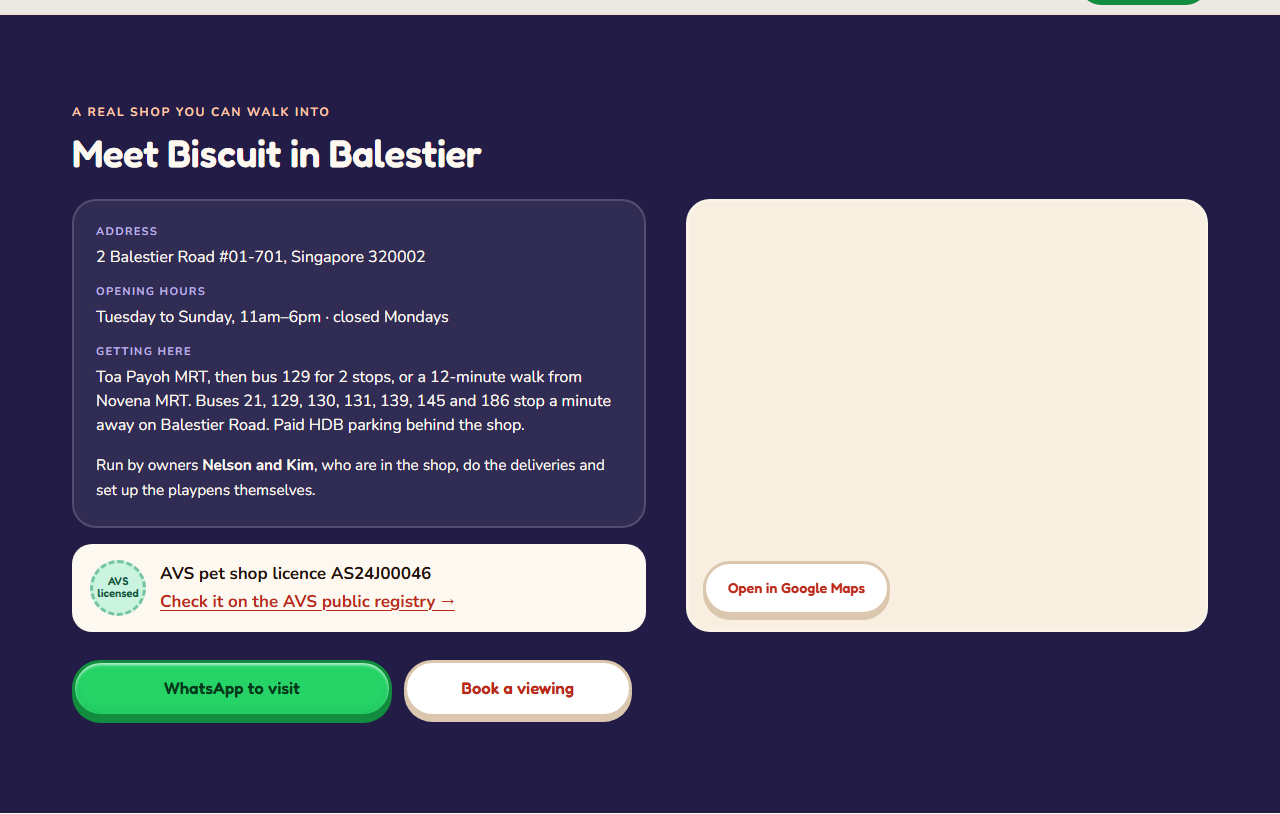 A REAL SHOP YOU CAN WALK INTO
Meet Biscuit in Balestier
ADDRESS
2 Balestier Road #01-701, Singapore 320002
OPENING HOURS
Tuesday to Sunday, 11am–6pm · closed Mondays
GETTING HERE
Toa Payoh MRT, then bus 129 for 2 stops, or a 12-minute walk from
Novena MRT. Buses 21, 129, 130, 131, 139, 145 and 186 stop a minute
away on Balestier Road. Paid HDB parking behind the shop.
Run by owners Nelson and Kim, who are in the shop, do the deliveries and
set up the playpens themselves.
AVS
licensed
AVS pet shop licence AS24J00046
Check it on the AVS public registry →
WhatsApp to visit
Book a viewing
Open in Google Maps